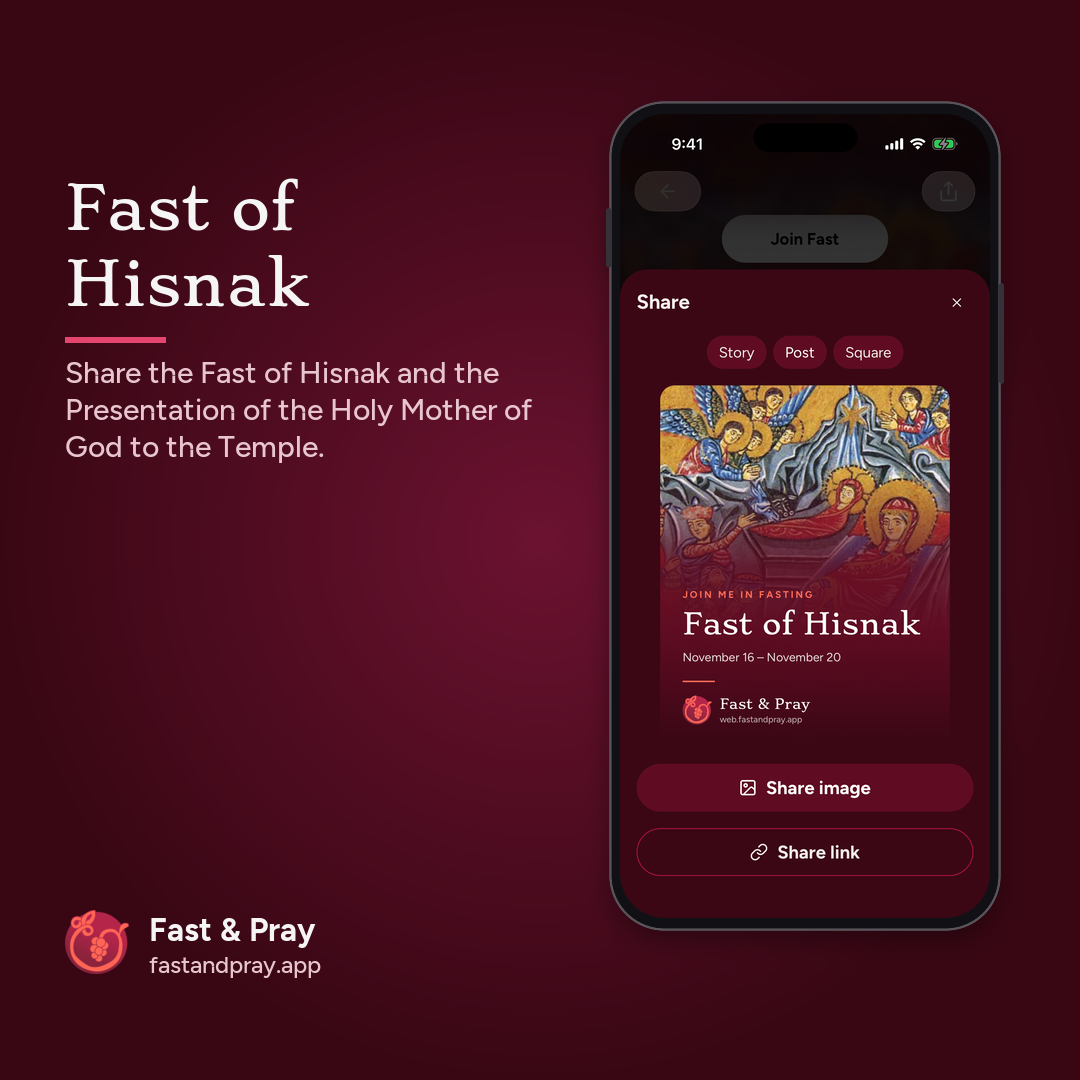 Fast of
Hisnak
Share the Fast of Hisnak and the
Presentation of the Holy Mother of
God to the Temple.
Fast & Pray
fastandpray.app
9:41
Join Fast
Share
Story
Post
Square
JOIN ME IN FASTING
Fast of Hisnak
November 16 – November 20
Fast & Pray
web.fastandpray.app
Share image
Share link